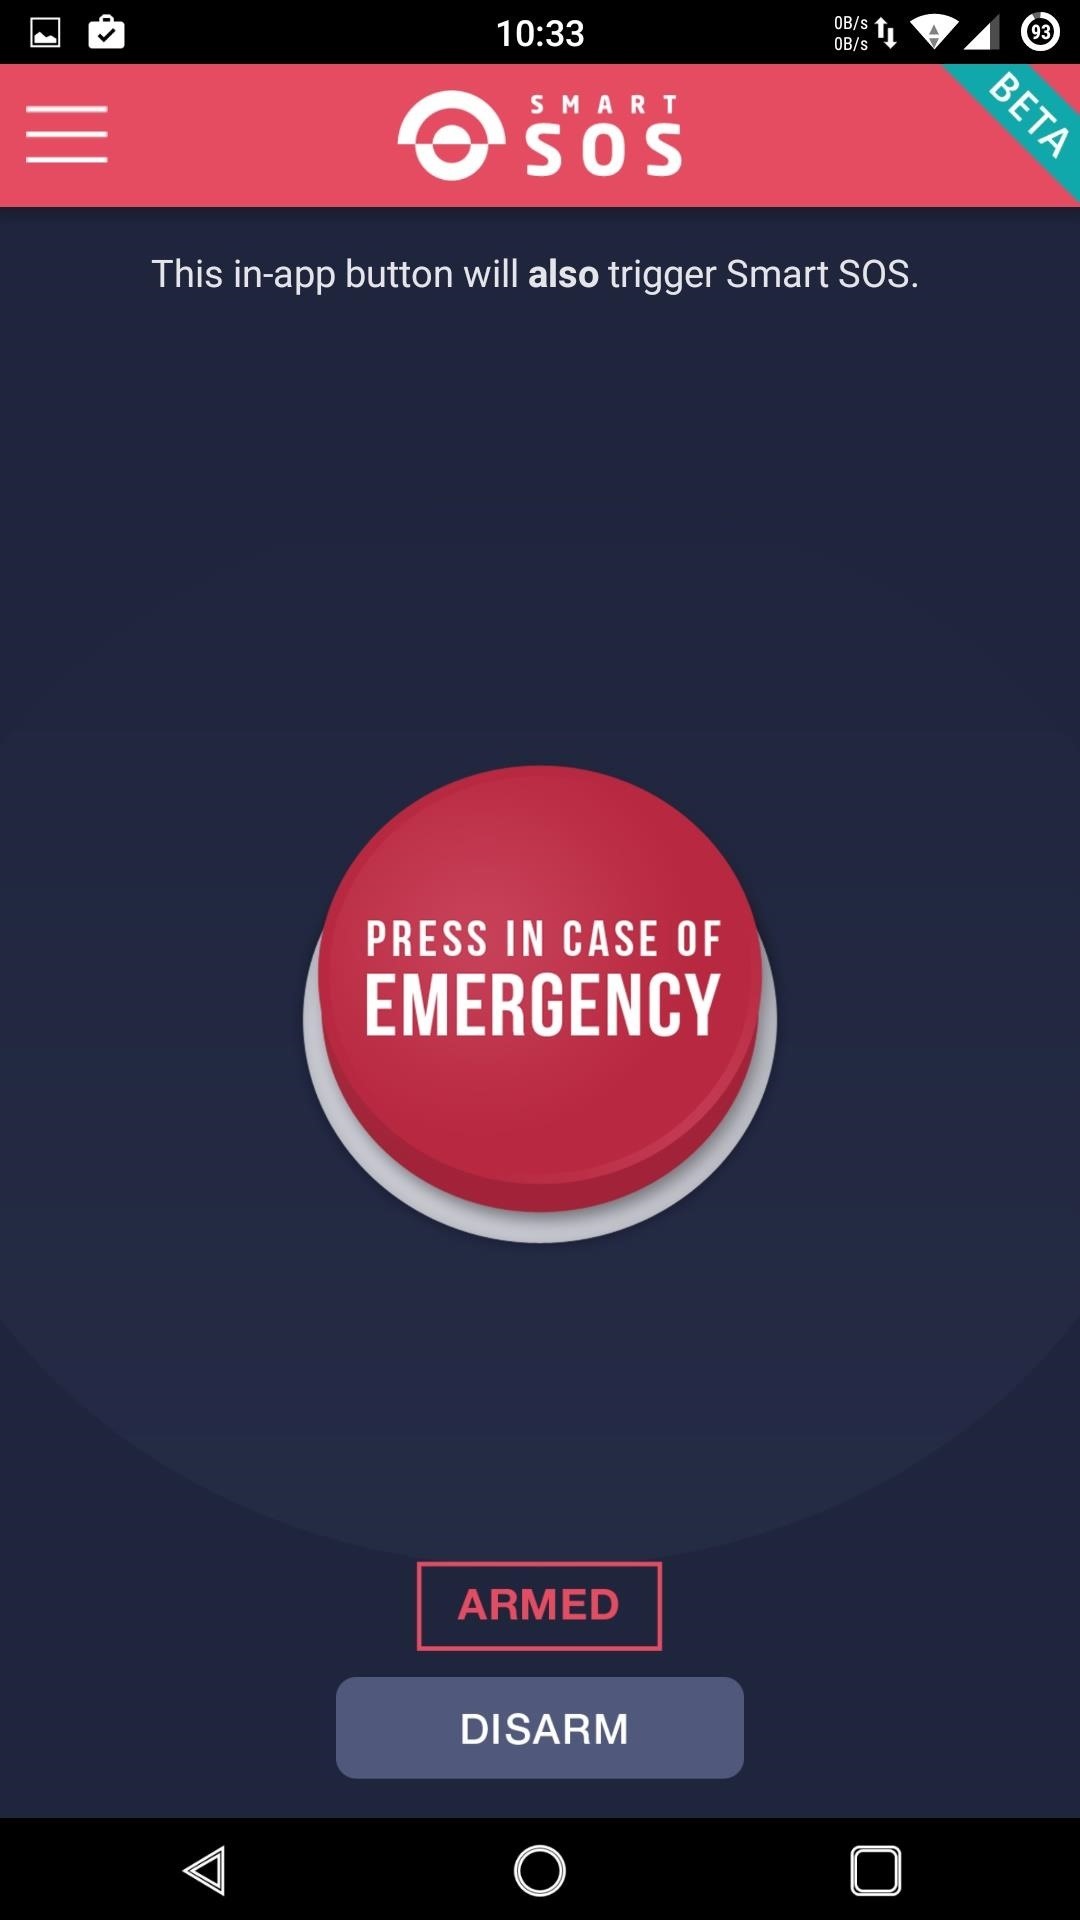 10:33
0B/s
0B/s
93
SMART
SOS
BETA
This in-app button will also trigger Smart SOS.
PRESS IN CASE OF
EMERGENCY
ARMED
DISARM